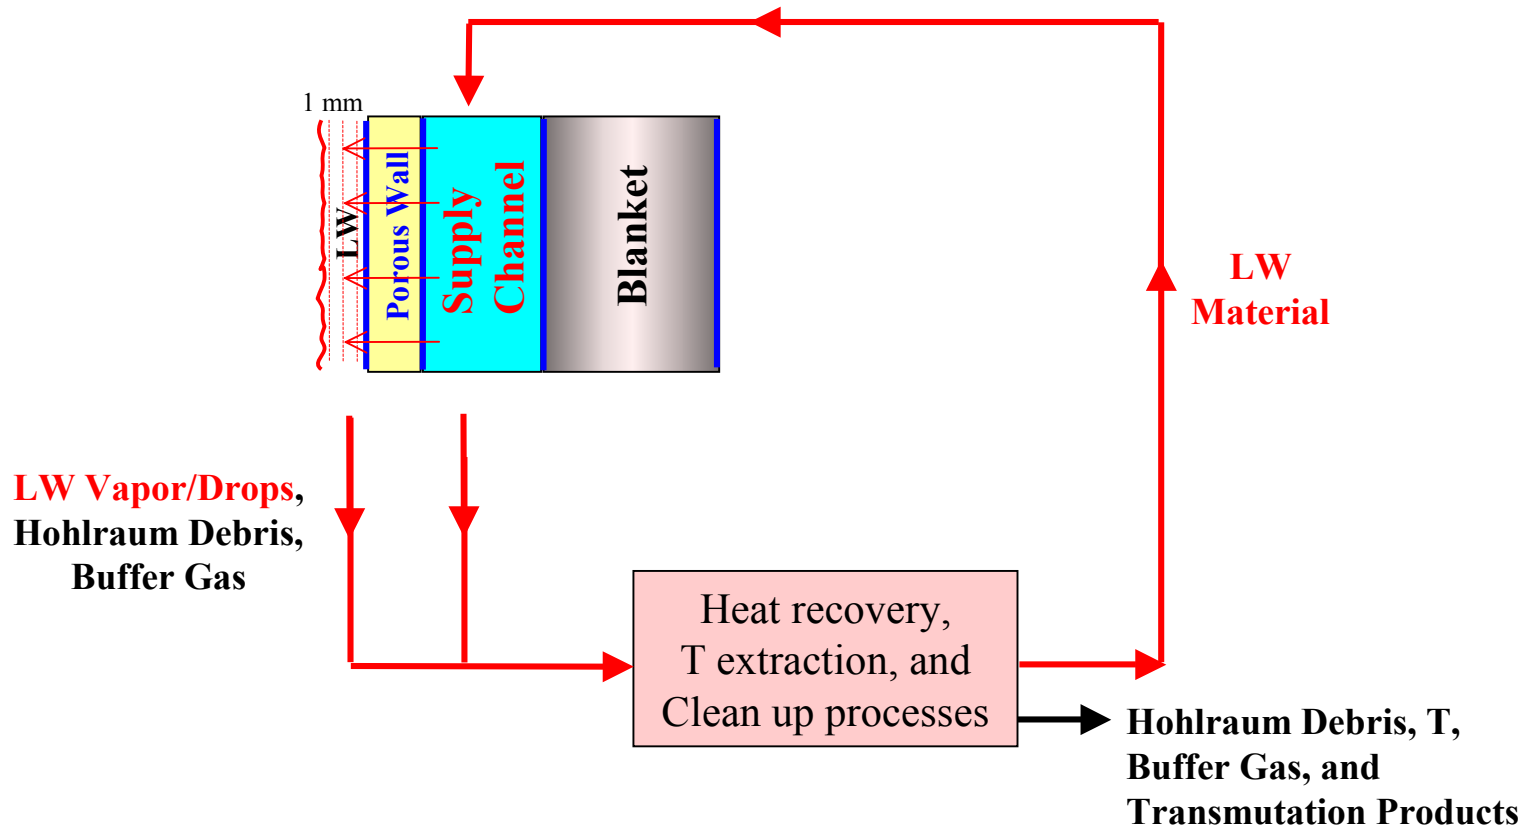 1 mm
LW
Porous Wall
Supply
Channel
Blanket
LW
Material
LW Vapor/Drops,
Hohlraum Debris,
Buffer Gas
Heat recovery,
T extraction, and
Clean up processes
Hohlraum Debris, T,
Buffer Gas, and
Transmutation Products